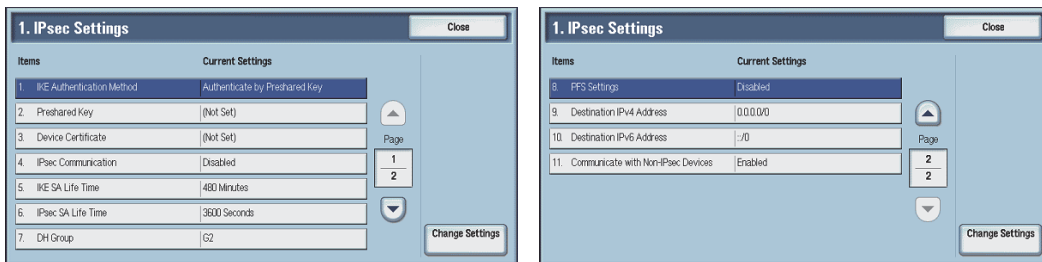 1. IPsec Settings
Close
Items Current Settings
1. IKE Authentication Method Authenticate by Preshared Key
2. Preshared Key (Not Set)
3. Device Certificate (Not Set)
4. IPsec Communication Disabled
5. IKE SA Life Time 480 Minutes
6. IPsec SA Life Time 3600 Seconds
7. DH Group G2
Page
1
2
Change Settings
1. IPsec Settings
Close
Items Current Settings
8. PFS Settings Disabled
9. Destination IPv4 Address 0.0.0.0/0
10. Destination IPv6 Address ::/0
11. Communicate with Non-IPsec Devices Enabled
Page
2
2
Change Settings